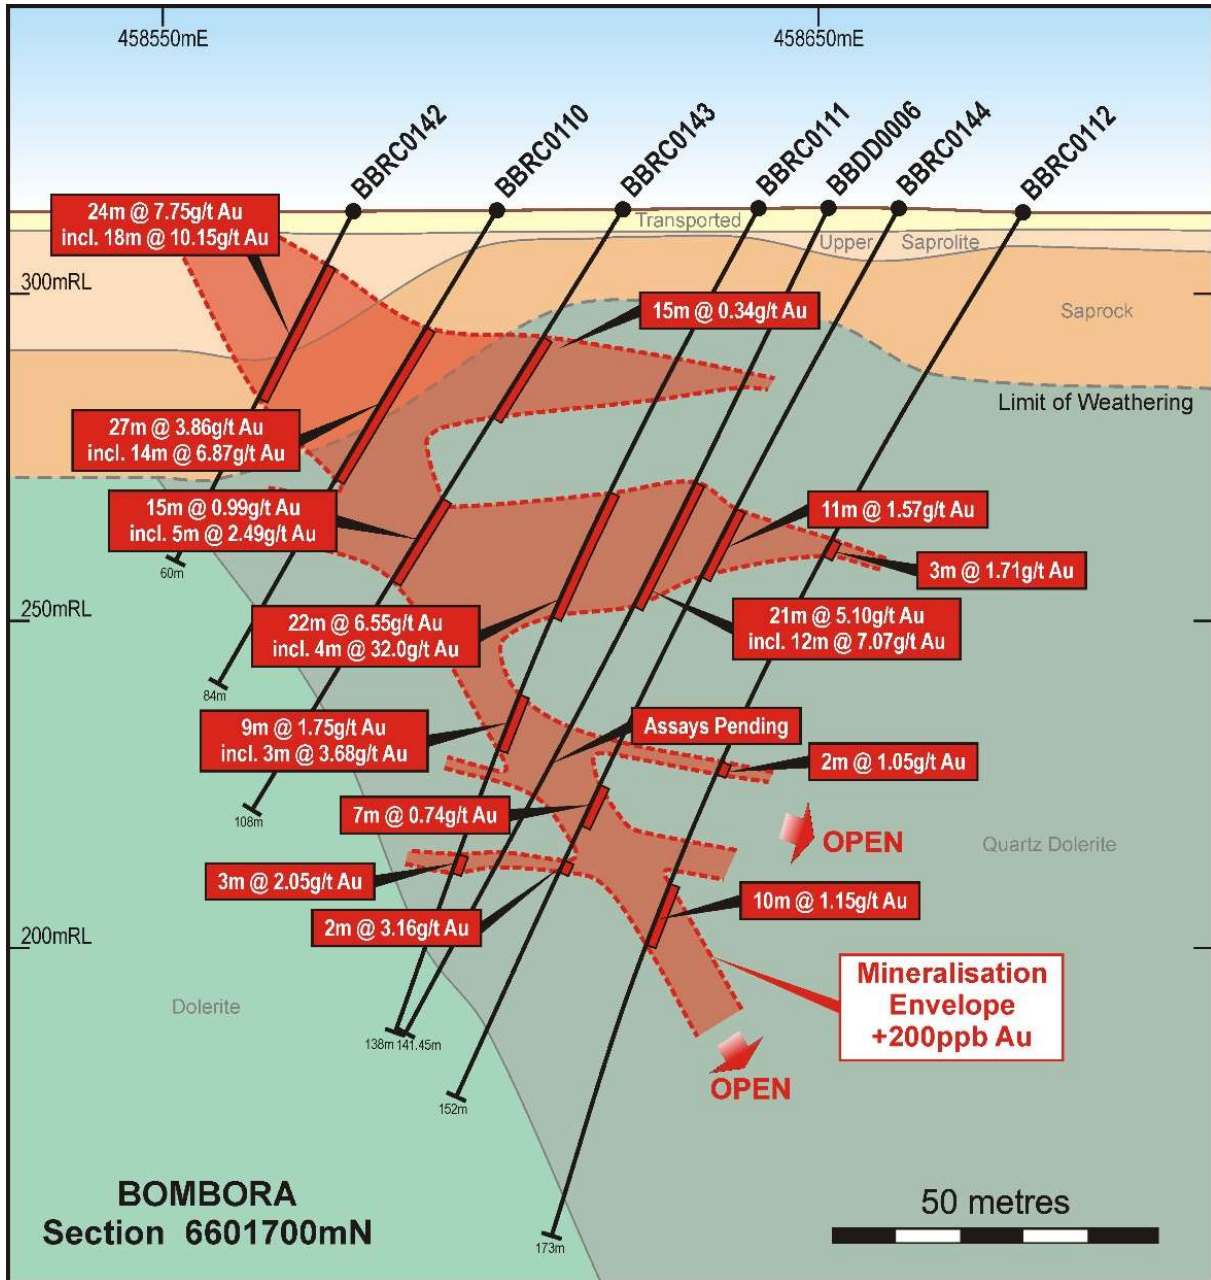 458550mE
458650mE
BBRC0142
BBRC0110
BBRC0143
BBRC0111
BBDD0006
BBRC0144
BBRC0112
24m @ 7.75g/t Au
incl. 18m @ 10.15g/t Au
Transported
Upper Saprolite
300mRL
15m @ 0.34g/t Au
Saprock
Limit of Weathering
27m @ 3.86g/t Au
incl. 14m @ 6.87g/t Au
15m @ 0.99g/t Au
incl. 5m @ 2.49g/t Au
11m @ 1.57g/t Au
3m @ 1.71g/t Au
60m
250mRL
22m @ 6.55g/t Au
incl. 4m @ 32.0g/t Au
21m @ 5.10g/t Au
incl. 12m @ 7.07g/t Au
84m
9m @ 1.75g/t Au
incl. 3m @ 3.68g/t Au
Assays Pending
2m @ 1.05g/t Au
108m
7m @ 0.74g/t Au
OPEN
Quartz Dolerite
3m @ 2.05g/t Au
10m @ 1.15g/t Au
2m @ 3.16g/t Au
200mRL
Mineralisation
Envelope
+200ppb Au
Dolerite
138m
141.45m
OPEN
152m
BOMBORA
Section 6601700mN
50 metres
173m